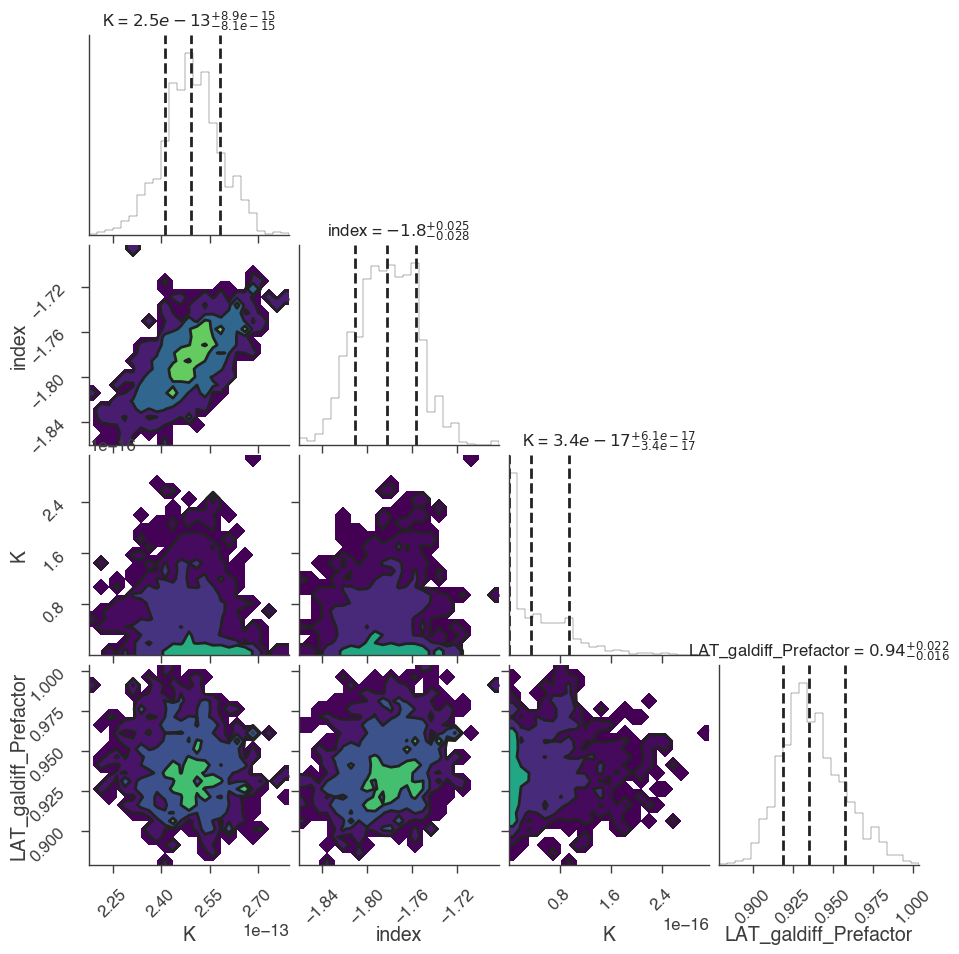 K = 2.5e−13 +8.9e−15 −8.1e−15
index = −1.8 +0.025 −0.028
−1.72
−1.76
−1.80
−1.84
index
1e−16
K = 3.4e−17 +6.1e−17 −3.4e−17
2.4
1.6
0.8
K
LAT_galdiff_Prefactor = 0.94 +0.022 −0.016
1.000
0.975
0.950
0.925
0.900
LAT_galdiff_Prefactor
2.25 2.40 2.55 2.70
1e−13
K
−1.84 −1.80 −1.76 −1.72
index
0.8 1.6 2.4
1e−16
K
0.900 0.925 0.950 0.975 1.000
LAT_galdiff_Prefactor